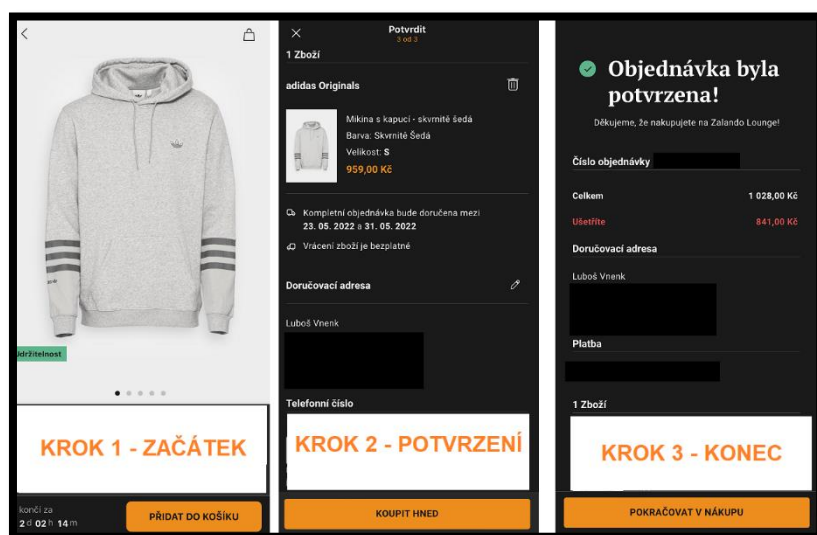 Udržitelnost
KROK 1 - ZAČÁTEK
končí za
2 d 02 h 14 m
PŘIDAT DO KOŠÍKU
Potvrdit
3 od 3
1 Zboží
adidas Originals
Mikina s kapucí - skvrnitě šedá
Barva: Skvrnitě Šedá
Velikost: S
959,00 Kč
Kompletní objednávka bude doručena mezi
23. 05. 2022 a 31. 05. 2022
Vrácení zboží je bezplatné
Doručovací adresa
Luboš Vnenk
Telefonní číslo
KROK 2 - POTVRZENÍ
KOUPIT HNED
Objednávka byla
potvrzena!
Děkujeme, že nakupujete na Zalando Lounge!
Číslo objednávky
Celkem 1 028,00 Kč
Ušetříte 841,00 Kč
Doručovací adresa
Luboš Vnenk
Platba
1 Zboží
KROK 3 - KONEC
POKRAČOVAT V NÁKUPU